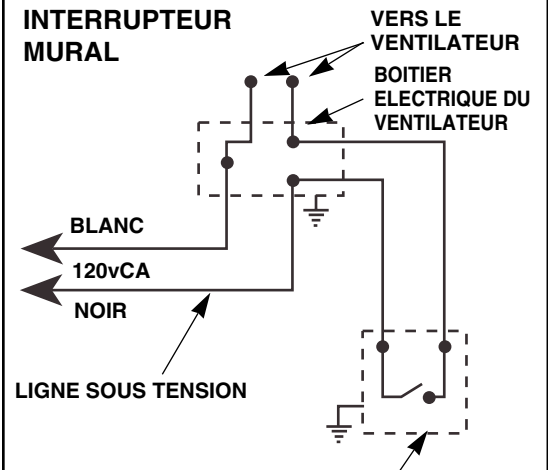 INTERRUPTEUR
MURAL
VERS LE
VENTILATEUR
BOITIER
ELECTRIQUE DU
VENTILATEUR
BLANC
120vCA
NOIR
LIGNE SOUS TENSION